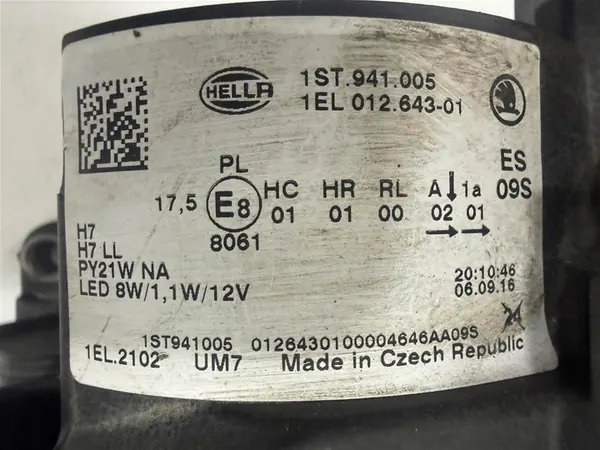 HELLA
1ST.941.005
1EL 012.643-01
PL
ES
17,5 E8 HC HR RL A 1a 09S
01 01 00 02 01
8061
H7
H7 LL
PY21W NA
LED 8W/1,1W/12V
20:10:46
06.09.16
1ST941005 0126430100004646AA09S
1EL.2102 UM7 Made in Czech Republic